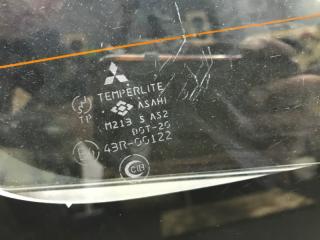 TEMPERLITE
TP
ASAHI
M213 S AS2
DOT-20
43R-00122